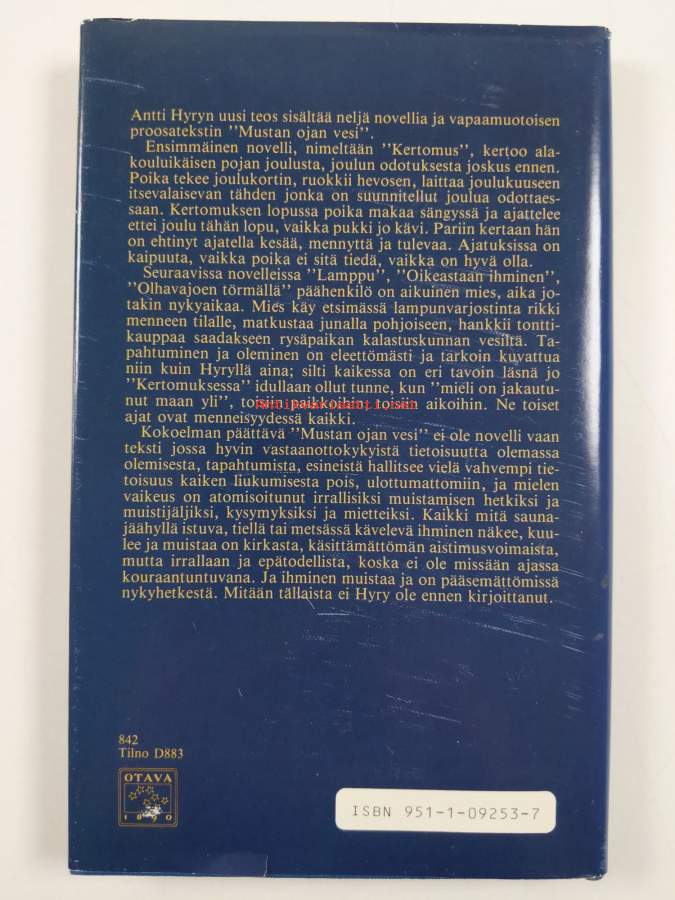 Antti Hyryn uusi teos sisältää neljä novellia ja vapaamuotoisen
proosatekstin "Mustan ojan vesi".
Ensimmäinen novelli, nimeltään "Kertomus", kertoo ala-
kouluikäisen pojan joulusta, joulun odotuksesta joskus ennen.
Poika tekee joulukortin, ruokkii hevosen, laittaa joulukuuseen
itsevalaisevan tähden jonka on suunnitellut joulua odottaes-
saan. Kertomuksen lopussa poika makaa sängyssä ja ajattelee
ettei joulu tähän lopu, vaikka pukki jo kävi. Pariin kertaan hän
on ehtinyt ajatella kesää, mennyttä ja tulevaa. Ajatuksissa on
kaipuuta, vaikka poika ei sitä tiedä, vaikka on hyvä olla.
Seuraavissa novelleissa "Lamppu", "Oikeastaan ihminen",
"Olhavajoen törmällä" päähenkilö on aikuinen mies, aika jo-
takin nykyaikaa. Mies käy etsimässä lampunvarjostinta rikki
menneen tilalle, matkustaa junalla pohjoiseen, hankkii tontti-
kauppaa saadakseen rysäpaikan kalastuskunnan vesiltä. Ta-
pahtuminen ja oleminen on eleettömästi ja tarkoin kuvattua
niin kuin Hyryllä aina; silti kaikessa on eri tavoin läsnä jo
"Kertomuksessa" idullaan ollut tunne, kun "mieli on jakautu-
nut maan yli", toisiin paikkoihin, toisiin aikoihin. Ne toiset
ajat ovat menneisyydessä kaikki.
Kokoelman päättävä "Mustan ojan vesi" ei ole novelli vaan
teksti jossa hyvin vastaanottokykyistä tietoisuutta olemassa
olemisesta, tapahtumista, esineistä hallitsee vielä vahvempi tie-
toisuus kaiken liukumisesta pois, ulottumattomiin, ja mielen
vaikeus on atomisoitunut irrallisiksi muistamisen hetkiksi ja
muistijäljiksi, kysymyksiksi ja mietteiksi. Kaikki mitä sauna-
jäähyllä istuva, tiellä tai metsässä kävelevä ihminen näkee, kuu-
lee ja muistaa on kirkasta, käsittämättömän aistimusvoimaista,
mutta irrallaan ja epätodellista, koska ei ole missään ajassa
kouraantuntuvana. Ja ihminen muistaa ja on pääsemättömissä
nykyhetkestä. Mitään tällaista ei Hyry ole ennen kirjoittanut.
842
Tilno D883
OTAVA
1890
ISBN 951-1-09253-7